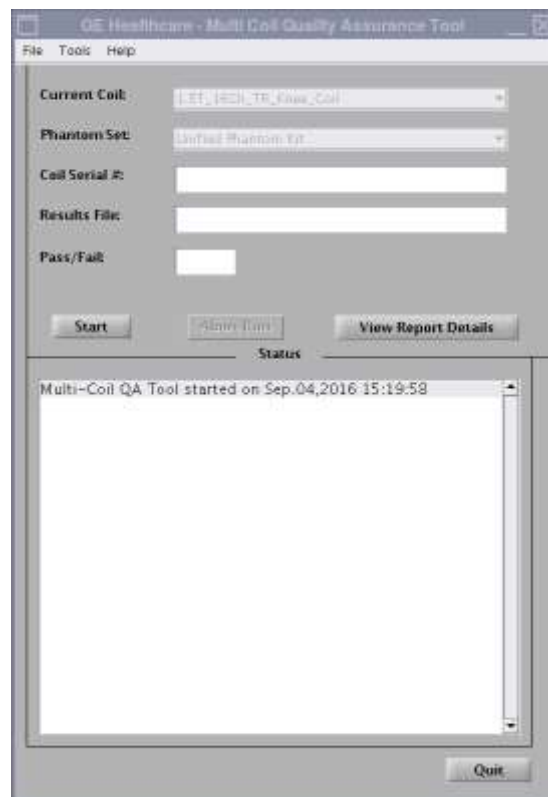 GE Healthcare - Multi Coil Quality Assurance Tool
File Tools Help
Current Coil:
1.5T_16Ch_TR_Knee_Coil
Phantom Set:
Unified Phantom Kit
Coil Serial #:
Results File:
Pass/Fail:
Start
View Report Details
Status
Multi-Coil QA Tool started on Sep.04,2016 15:19:58
Quit